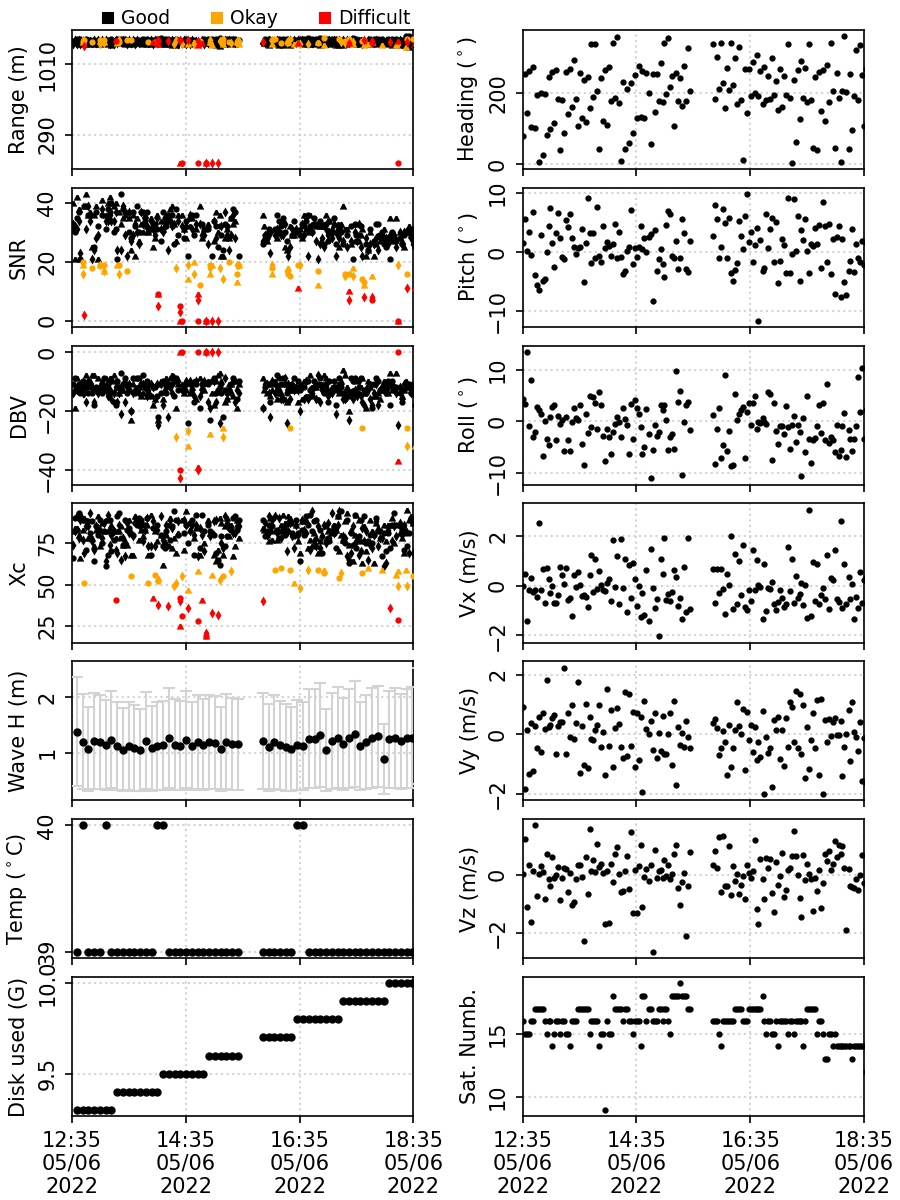 Good Okay Difficult
Range (m)
1010
290
Heading (°)
200
0
SNR
40
20
0
Pitch (°)
10
0
−10
DBV
0
−20
−40
Roll (°)
10
0
−10
Xc
75
50
25
Vx (m/s)
2
0
−2
Wave H (m)
2
1
Vy (m/s)
2
0
−2
Temp (°C)
40
39
Vz (m/s)
0
−2
Disk used (G)
10.0
9.5
Sat. Numb.
15
10
12:35 14:35 16:35 18:35 12:35 14:35 16:35 18:35
05/06 05/06 05/06 05/06 05/06 05/06 05/06 05/06
2022 2022 2022 2022 2022 2022 2022 2022